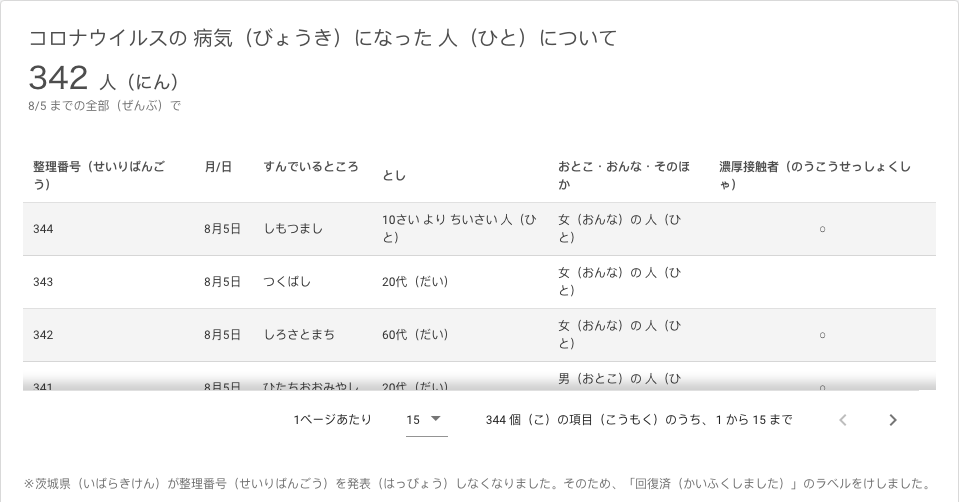 コロナウイルスの 病気（びょうき）になった 人（ひと）について
342 人（にん）
8/5 までの全部（ぜんぶ）で
整理番号（せいりばんごう） 月/日 すんでいるところ とし おとこ・おんな・そのほか 濃厚接触者（のうこうせっしょくしゃ）
344 8月5日 しもつまし 10さい より ちいさい 人（ひと） 女（おんな）の 人（ひと） ○
343 8月5日 つくばし 20代（だい） 女（おんな）の 人（ひと）
342 8月5日 しろさとまち 60代（だい） 女（おんな）の 人（ひと） ○
341 8月5日 ひたちおおみやし 20代（だい） 男（おとこ）の 人（ひ ○
1ページあたり 15 344 個（こ）の項目（こうもく）のうち、1 から 15 まで
※茨城県（いばらきけん）が整理番号（せいりばんごう）を発表（はっぴょう）しなくなりました。そのため、「回復済（かいふくしました）」のラベルをけしました。